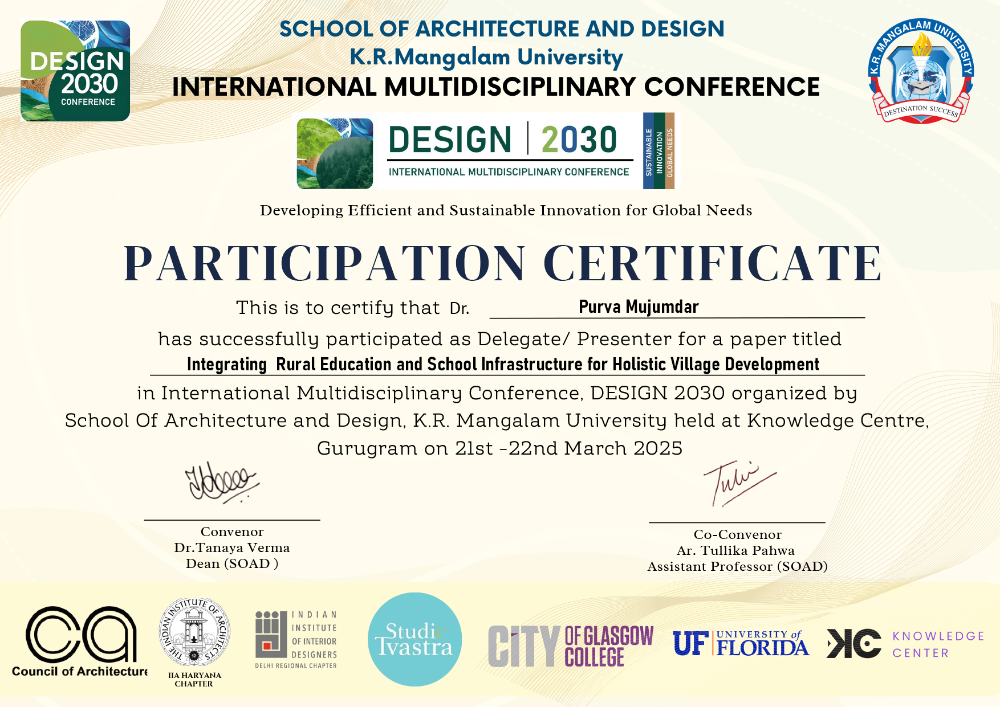 SCHOOL OF ARCHITECTURE AND DESIGN
K.R.Mangalam University
INTERNATIONAL MULTIDISCIPLINARY CONFERENCE
DESIGN
2030
CONFERENCE
K.R. MANGALAM UNIVERSITY
DESTINATION SUCCESS
DESIGN | 2030
INTERNATIONAL MULTIDISCIPLINARY CONFERENCE
SUSTAINABLE
INNOVATION
GLOBAL NEEDS
Developing Efficient and Sustainable Innovation for Global Needs
PARTICIPATION CERTIFICATE
This is to certify that Dr. Purva Mujumdar
has successfully participated as Delegate/ Presenter for a paper titled
Integrating Rural Education and School Infrastructure for Holistic Village Development
in International Multidisciplinary Conference, DESIGN 2030 organized by
School Of Architecture and Design, K.R. Mangalam University held at Knowledge Centre,
Gurugram on 21st -22nd March 2025
Tulli
Convenor
Dr.Tanaya Verma
Dean (SOAD )
Co-Convenor
Ar. Tullika Pahwa
Assistant Professor (SOAD)
ca
Council of Architecture
THE INDIAN INSTITUTE OF ARCHITECTS
IIA HARYANA
CHAPTER
INDIAN
INSTITUTE
OF INTERIOR
DESIGNERS
DELHI REGIONAL CHAPTER
Studio
Tvastra
CITY OF GLASGOW
COLLEGE
UF UNIVERSITY of
FLORIDA
KC KNOWLEDGE
CENTER